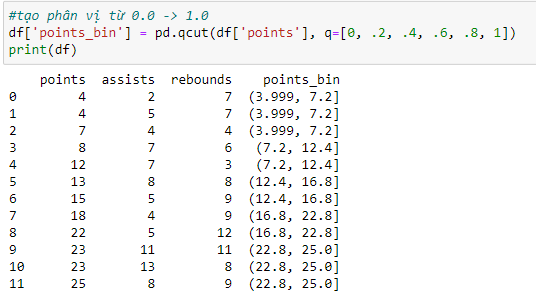 #tạo phân vị từ 0.0 -> 1.0
df['points_bin'] = pd.qcut(df['points'], q=[0, .2, .4, .6, .8, 1])
print(df)
points assists rebounds points_bin
0 4 2 7 (3.999, 7.2]
1 4 5 7 (3.999, 7.2]
2 7 4 4 (3.999, 7.2]
3 8 7 6 (7.2, 12.4]
4 12 7 3 (7.2, 12.4]
5 13 8 8 (12.4, 16.8]
6 15 5 9 (12.4, 16.8]
7 18 4 9 (16.8, 22.8]
8 22 5 12 (16.8, 22.8]
9 23 11 11 (22.8, 25.0]
10 23 13 8 (22.8, 25.0]
11 25 8 9 (22.8, 25.0]